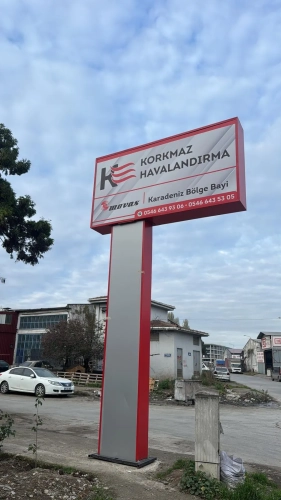 KORKMAZ
HAVALANDIRMA
Karadeniz Bölge Bayi
0546 643 93 06 - 0546 643 53 05